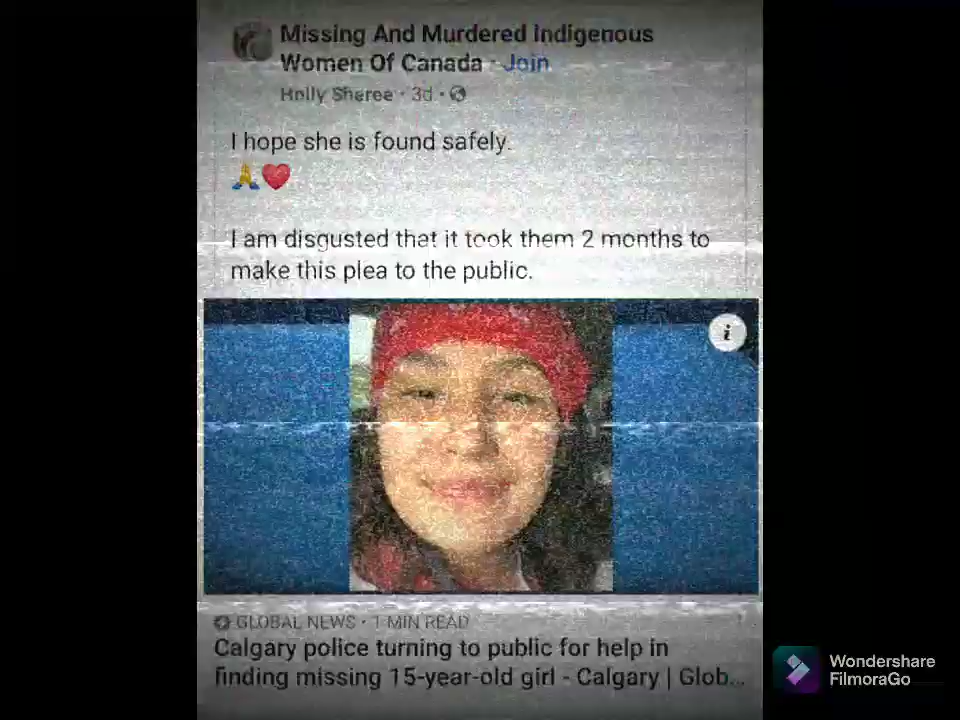 Missing And Murdered Indigenous
Women Of Canada · Join
Holly Sheree · 3d ·
I hope she is found safely.
🙏❤️
I am disgusted that it took them 2 months to
make this plea to the public.
i
GLOBAL NEWS · 1 MIN READ
Calgary police turning to public for help in
finding missing 15-year-old girl - Calgary | Glob...
Wondershare
FilmoraGo